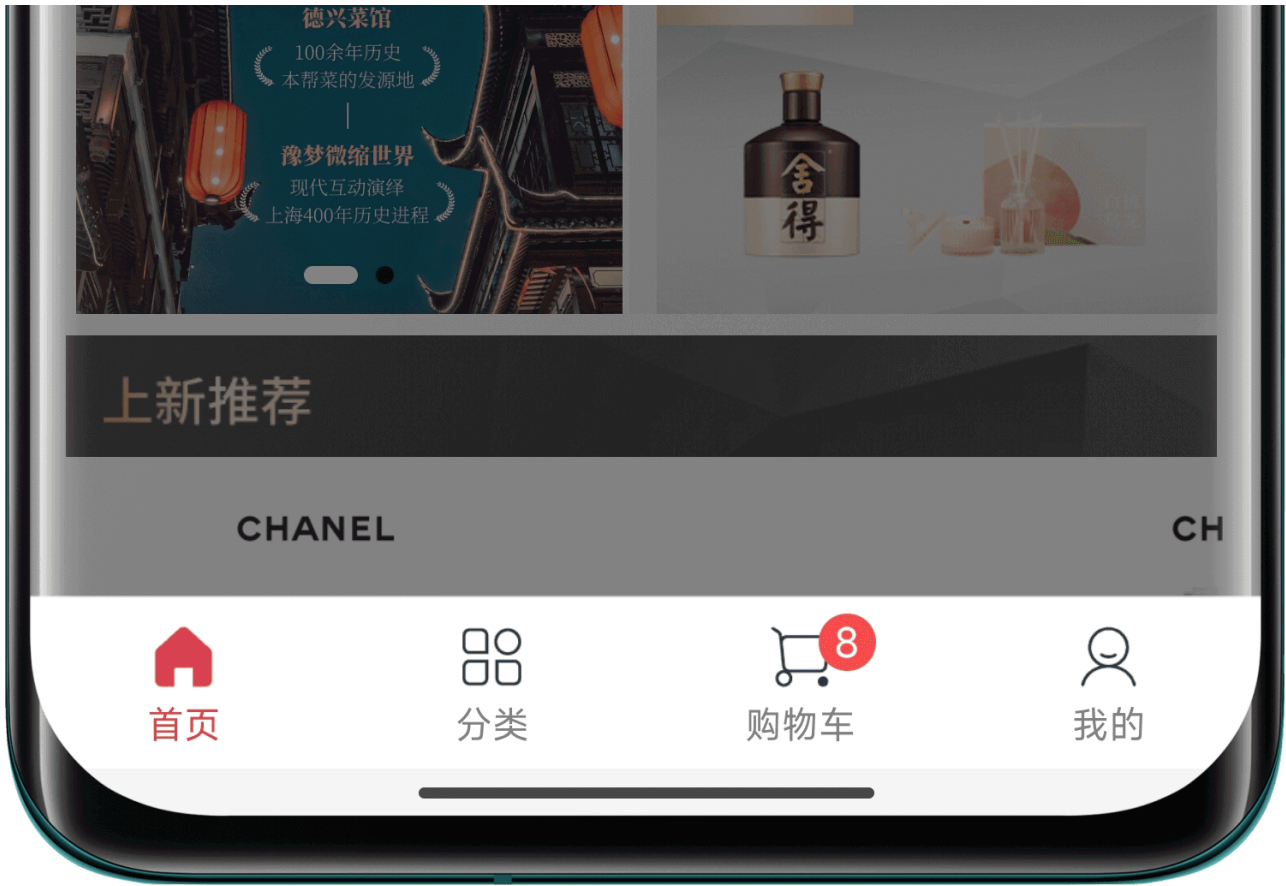 德兴菜馆
100余年历史
本帮菜的发源地
豫梦微缩世界
现代互动演绎
上海400年历史进程
舍得
上新推荐
CHANEL
CH
8
首页
分类
购物车
我的